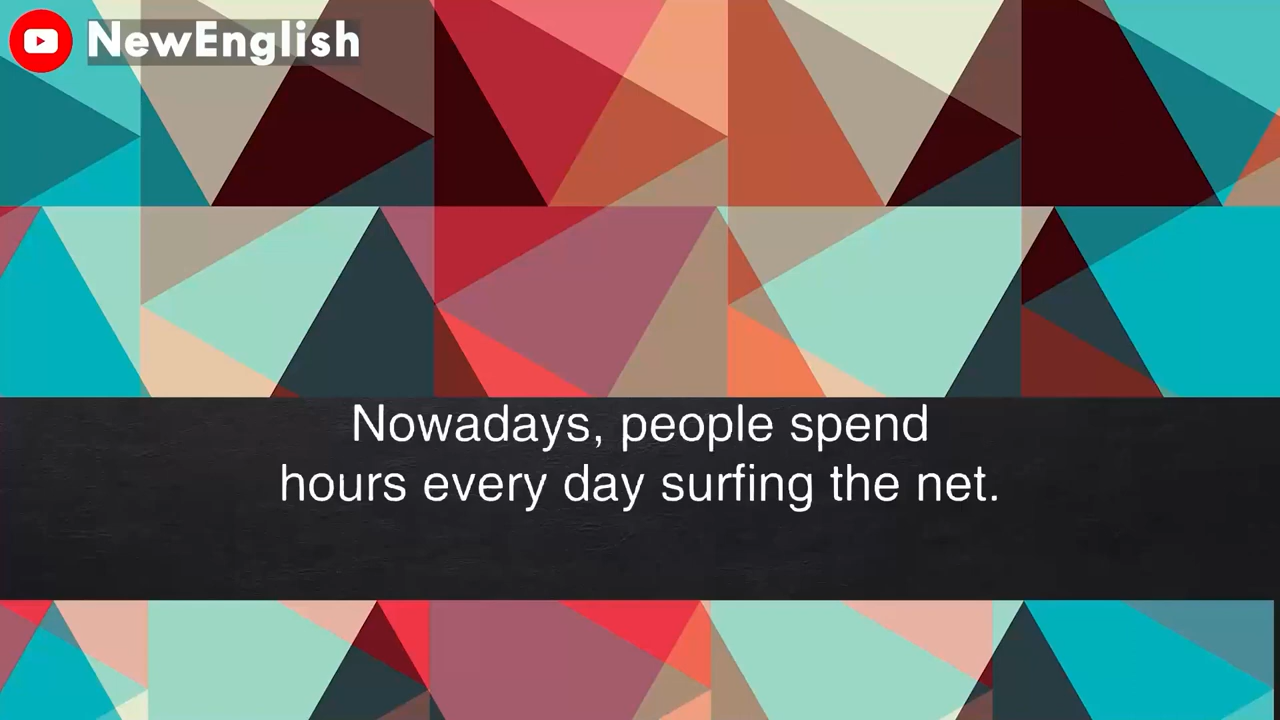 NewEnglish
Nowadays, people spend
hours every day surfing the net.